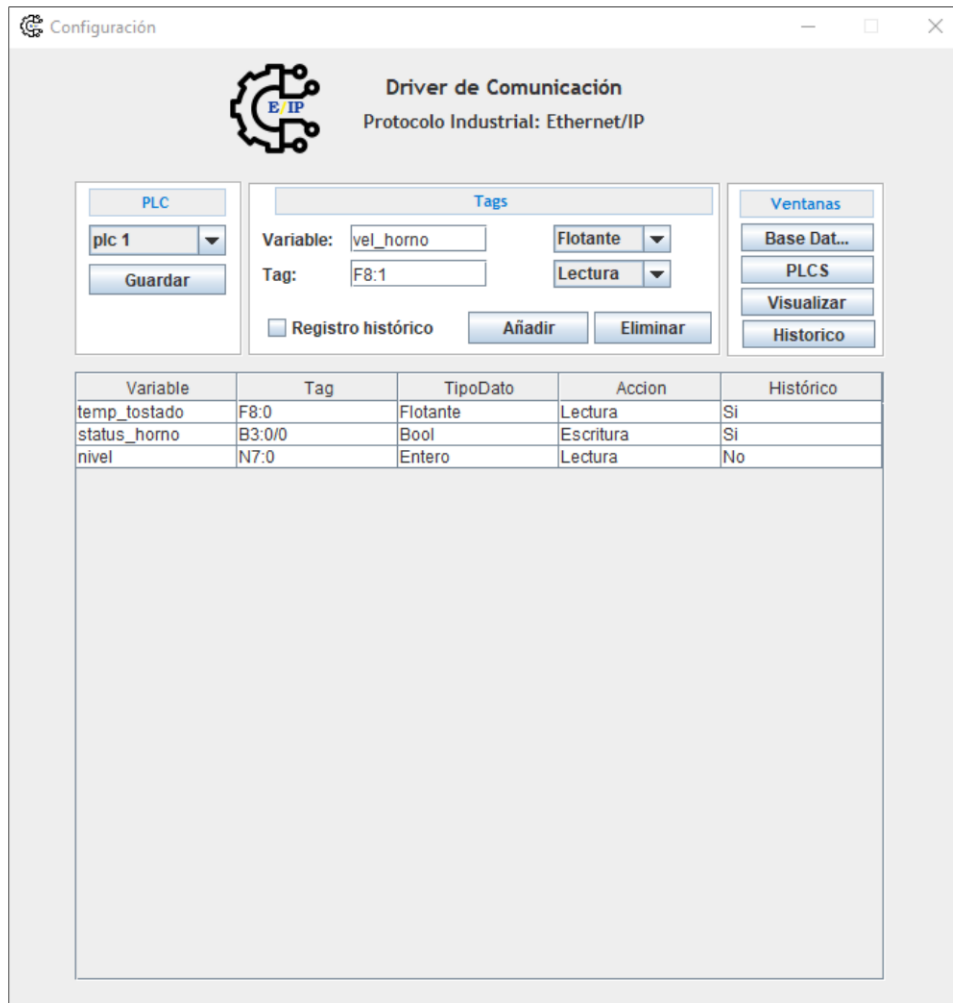 Configuración
E/IP
Driver de Comunicación
Protocolo Industrial: Ethernet/IP
PLC
plc 1
Guardar
Tags
Variable: vel_horno Flotante
Tag: F8:1 Lectura
Registro histórico Añadir Eliminar
Ventanas
Base Dat...
PLCS
Visualizar
Historico
Variable Tag TipoDato Accion Histórico
temp_tostado F8:0 Flotante Lectura Si
status_horno B3:0/0 Bool Escritura Si
nivel N7:0 Entero Lectura No